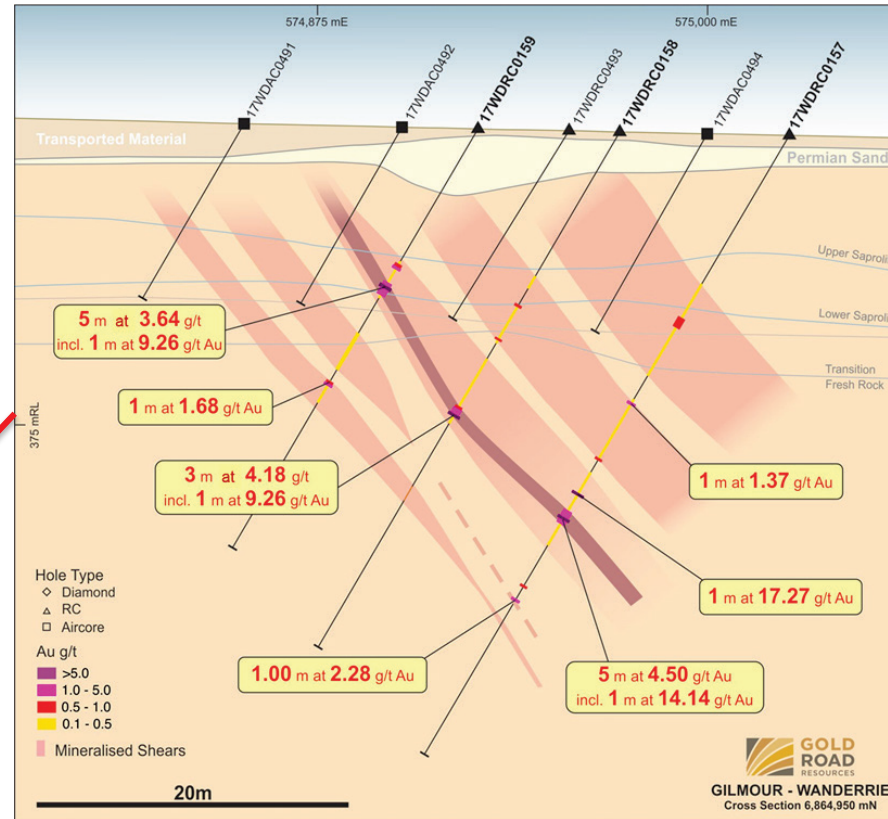 574,875 mE
575,000 mE
17WDAC0491
17WDAC0492
17WDRC0159
17WDRC0493
17WDRC0158
17WDAC0494
17WDRC0157
Transported Material
Permian Sand
Upper Saproli
Lower Saproli
Transition
Fresh Rock
375 mRL
5 m at 3.64 g/t
incl. 1 m at 9.26 g/t Au
1 m at 1.68 g/t Au
3 m at 4.18 g/t
incl. 1 m at 9.26 g/t Au
1 m at 1.37 g/t Au
1 m at 17.27 g/t Au
1.00 m at 2.28 g/t Au
5 m at 4.50 g/t Au
incl. 1 m at 14.14 g/t Au
Hole Type
Diamond
RC
Aircore
Au g/t
>5.0
1.0 - 5.0
0.5 - 1.0
0.1 - 0.5
Mineralised Shears
20m
GOLD
ROAD
RESOURCES
GILMOUR - WANDERRIE
Cross Section 6,864,950 mN